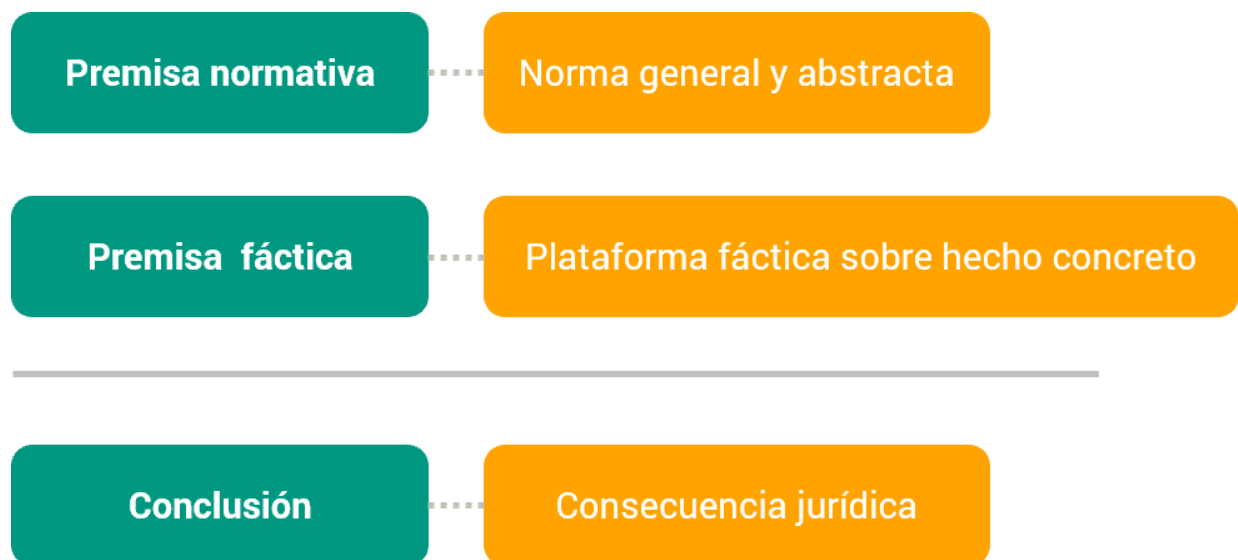 Premisa normativa
Norma general y abstracta
Premisa fáctica
Plataforma fáctica sobre hecho concreto
Conclusión
Consecuencia jurídica